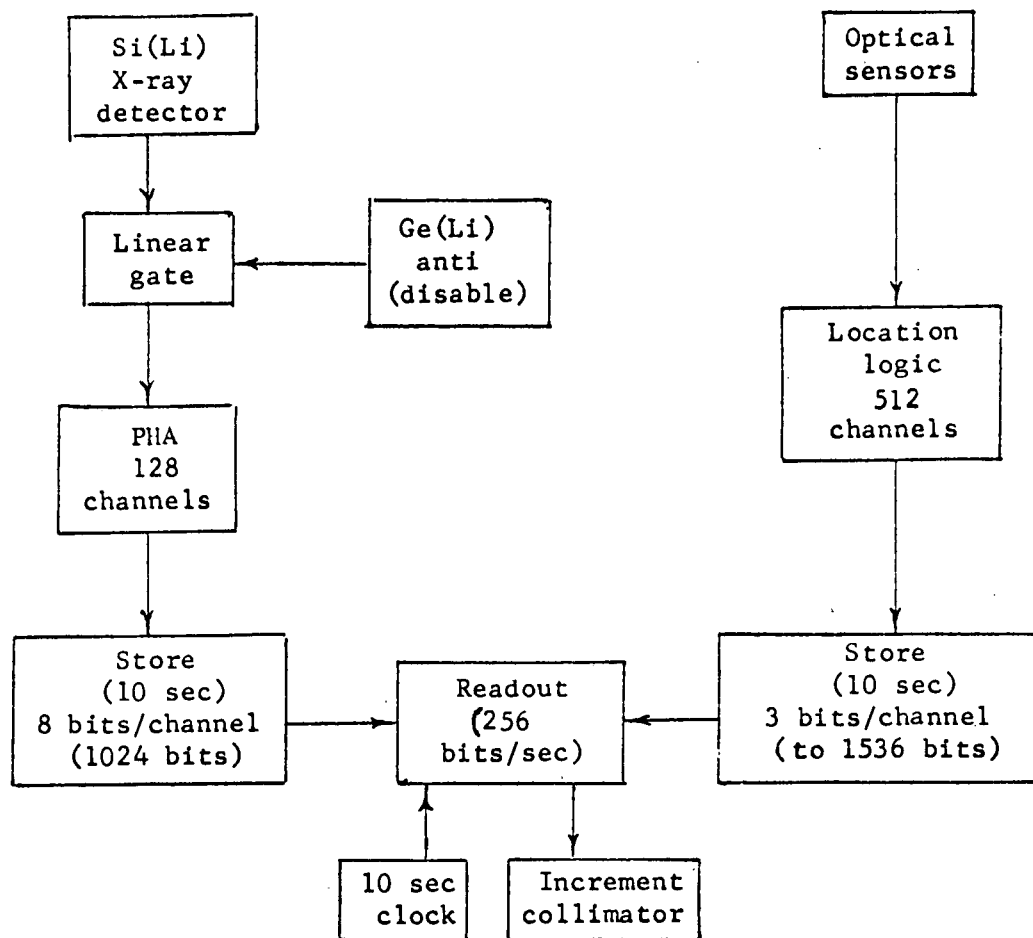 Si(Li)
X-ray
detector
Optical
sensors
Linear
gate
Ge(Li)
anti
(disable)
Location
logic
512
channels
PHA
128
channels
Store
(10 sec)
8 bits/channel
(1024 bits)
Readout
(256
bits/sec)
Store
(10 sec)
3 bits/channel
(to 1536 bits)
10 sec
clock
Increment
collimator